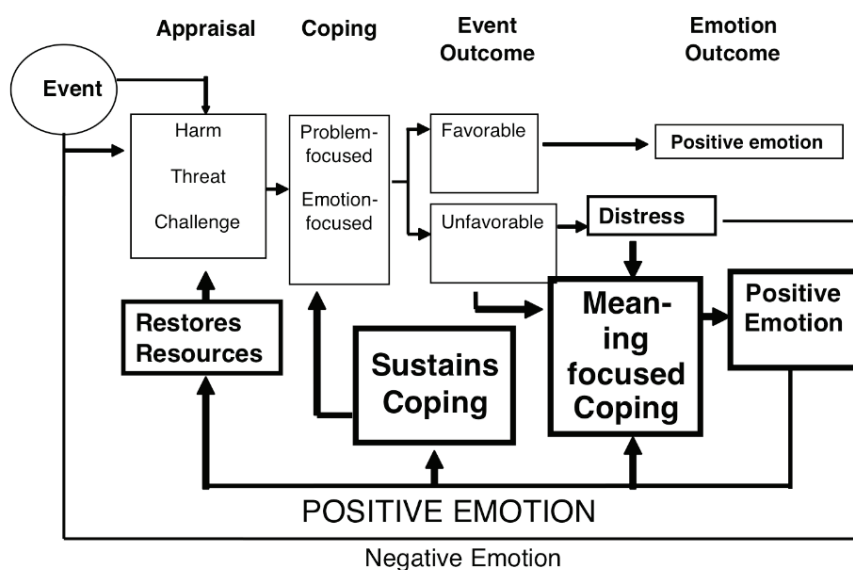 Appraisal
Coping
Event
Outcome
Emotion
Outcome
Event
Harm
Threat
Challenge
Problem-
focused
Emotion-
focused
Favorable
Positive emotion
Unfavorable
Distress
Restores
Resources
Sustains
Coping
Mean-
ing
focused
Coping
Positive
Emotion
POSITIVE EMOTION
Negative Emotion